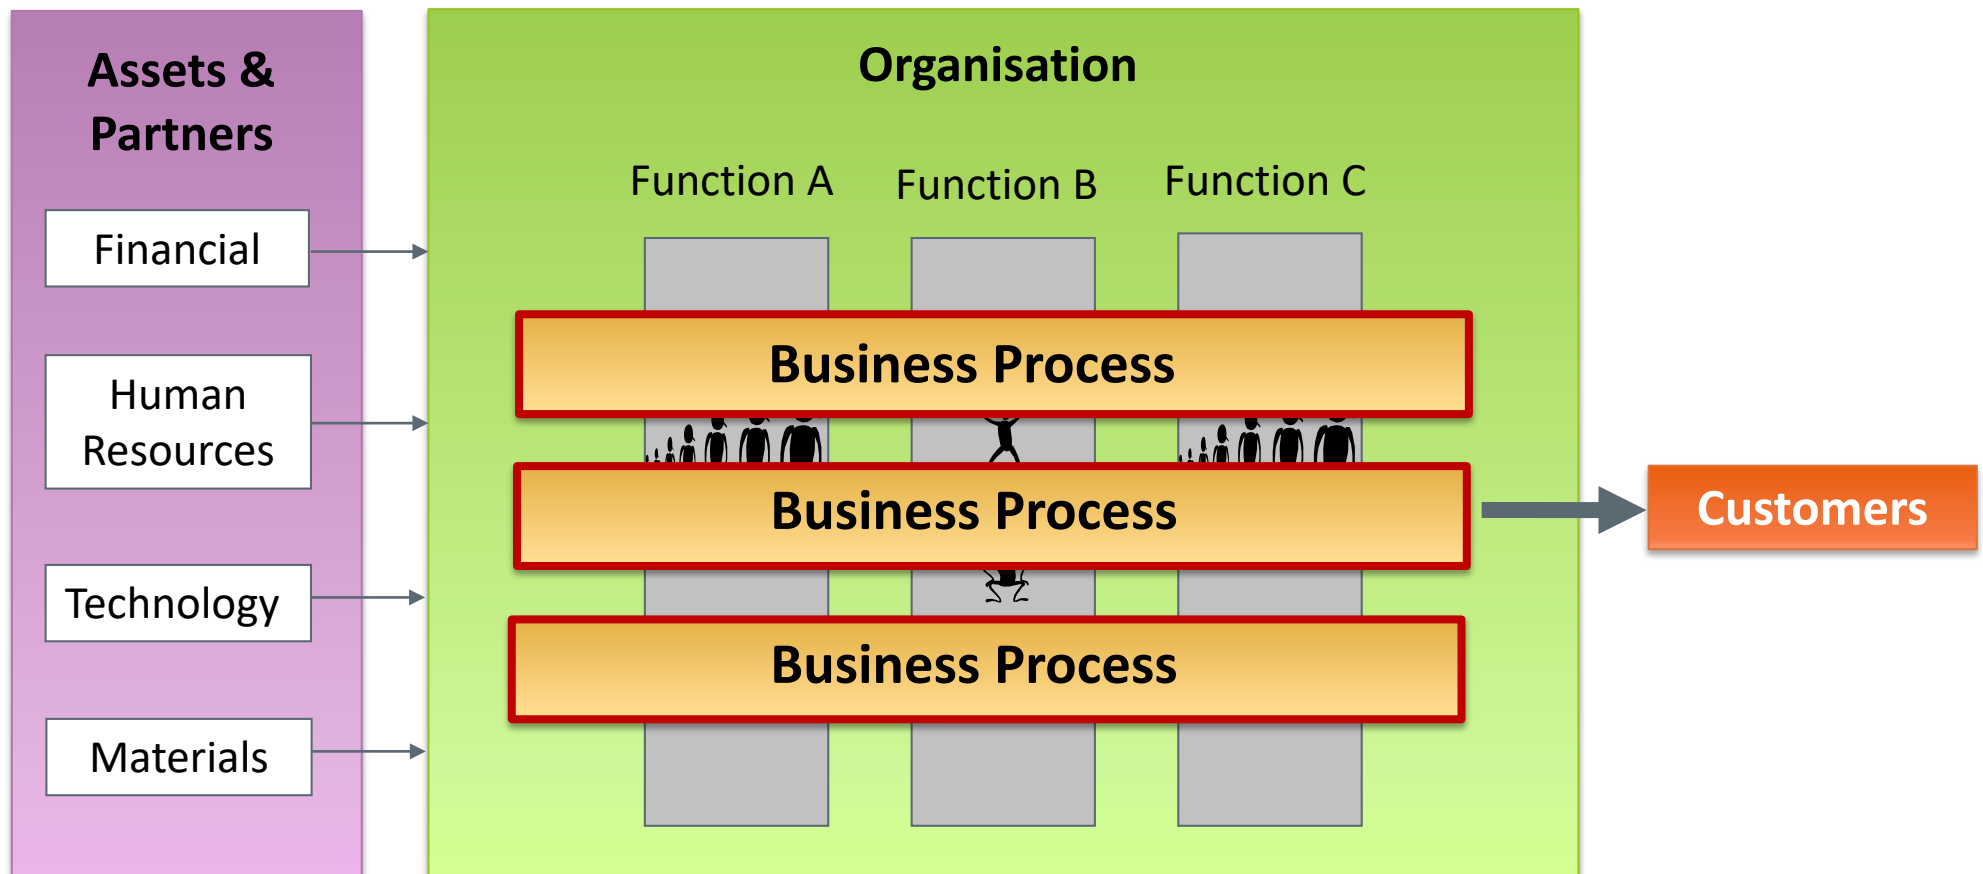 Assets &
Partners
Financial
Human
Resources
Technology
Materials
Organisation
Function A
Function B
Function C
Business Process
Business Process
Business Process
Customers